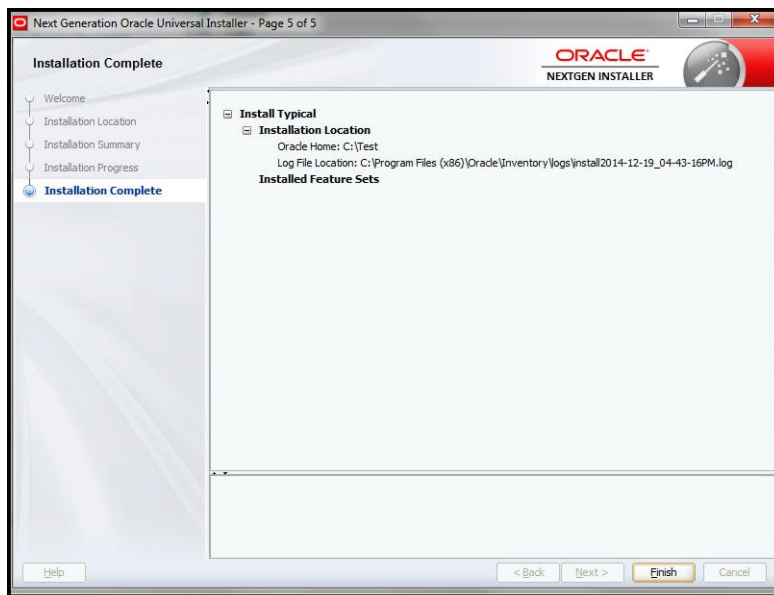 Next Generation Oracle Universal Installer - Page 5 of 5
Installation Complete
ORACLE
NEXTGEN INSTALLER
Welcome
Installation Location
Installation Summary
Installation Progress
Installation Complete
Install Typical
Installation Location
Oracle Home: C:\Test
Log File Location: C:\Program Files (x86)\Oracle\Inventory\logs\install2014-12-19_04-43-16PM.log
Installed Feature Sets
Help
< Back
Next >
Finish
Cancel